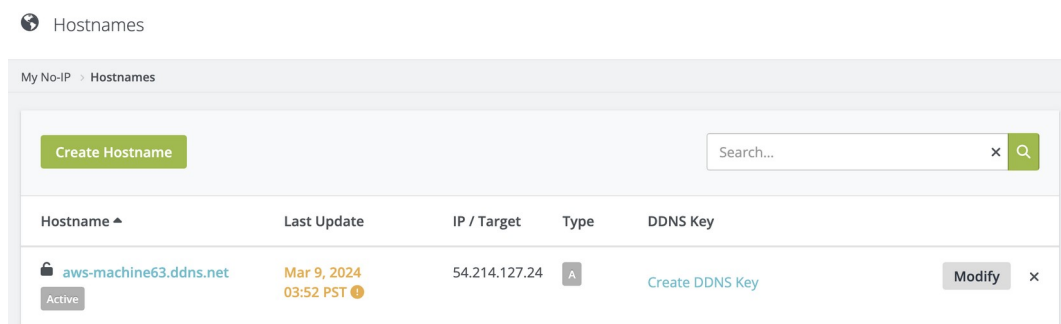 Hostnames
My No-IP > Hostnames
Create Hostname
Search...
Hostname Last Update IP / Target Type DDNS Key
aws-machine63.ddns.net Mar 9, 2024 54.214.127.24 A Create DDNS Key Modify ×
Active 03:52 PST